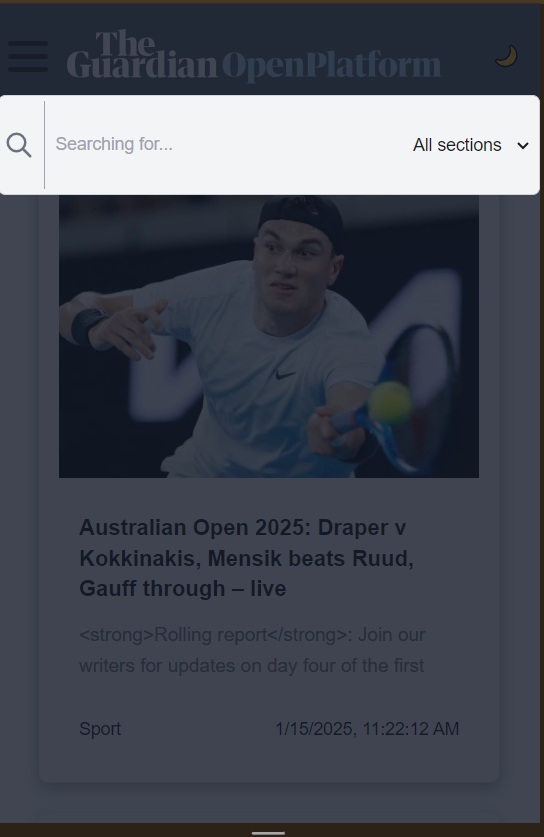 The
Guardian OpenPlatform
Searching for...
All sections
Australian Open 2025: Draper v
Kokkinakis, Mensik beats Ruud,
Gauff through – live
<strong>Rolling report</strong>: Join our
writers for updates on day four of the first
Sport
1/15/2025, 11:22:12 AM